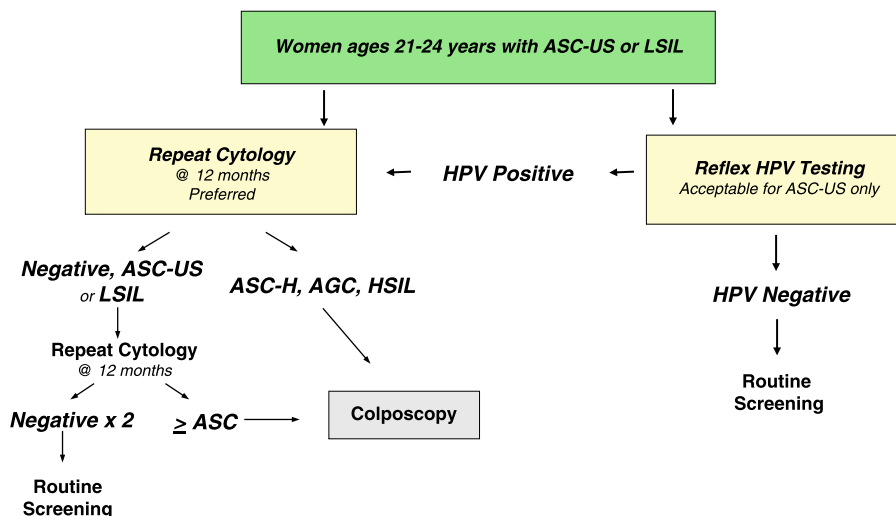 Women ages 21-24 years with ASC-US or LSIL
Repeat Cytology
@ 12 months
Preferred
HPV Positive
Reflex HPV Testing
Acceptable for ASC-US only
Negative, ASC-US
or LSIL
ASC-H, AGC, HSIL
HPV Negative
Repeat Cytology
@ 12 months
Routine
Screening
Negative x 2
≥ ASC
Colposcopy
Routine
Screening